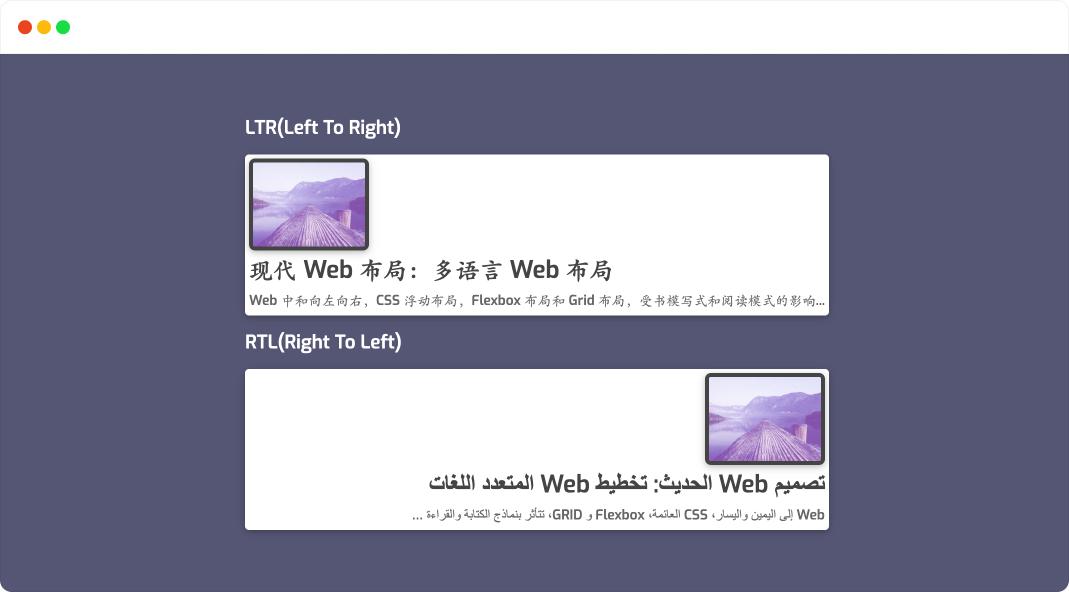 LTR(Left To Right)
现代 Web 布局：多语言 Web 布局
Web 中和向左向右，CSS 浮动布局，Flexbox 布局和 Grid 布局，受书模写式和阅读模式的影响...
RTL(Right To Left)
تصميم Web الحديث: تخطيط Web المتعدد اللغات
Web إلى اليمين واليسار، CSS العائمة، Flexbox و GRID، تتأثر بنماذج الكتابة والقراءة ...